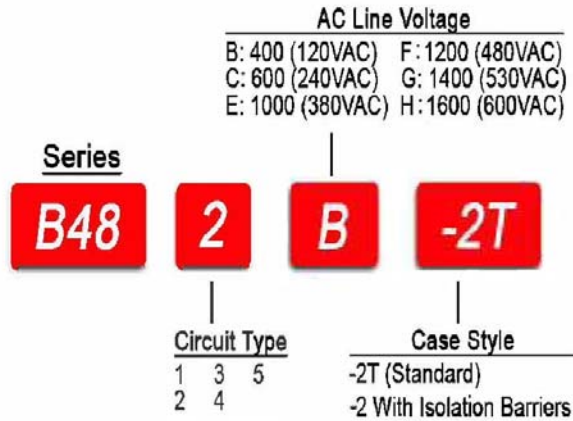 AC Line Voltage
B: 400 (120VAC) F: 1200 (480VAC)
C: 600 (240VAC) G: 1400 (530VAC)
E: 1000 (380VAC) H: 1600 (600VAC)
Series
B48 2 B -2T
Circuit Type
1 3 5
2 4
Case Style
-2T (Standard)
-2 With Isolation Barriers